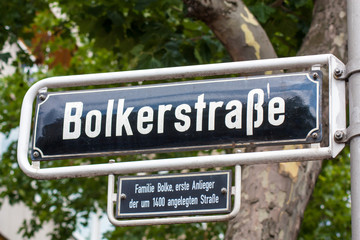 Bolkerstraße
Familie Bolke, erste Anlieger
der um 1400 angelegten Straße